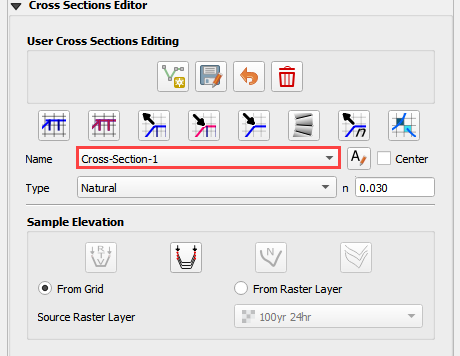 Cross Sections Editor
User Cross Sections Editing
Name Cross-Section-1 A Center
Type Natural n 0.030
Sample Elevation
R T V N
From Grid From Raster Layer
Source Raster Layer 100yr 24hr